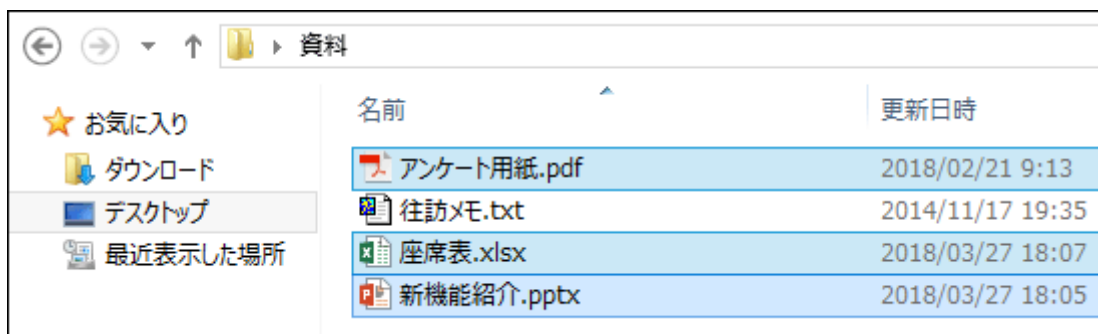 資料
お気に入り
ダウンロード
デスクトップ
最近表示した場所
名前 更新日時
アンケート用紙.pdf 2018/02/21 9:13
往訪メモ.txt 2014/11/17 19:35
座席表.xlsx 2018/03/27 18:07
新機能紹介.pptx 2018/03/27 18:05